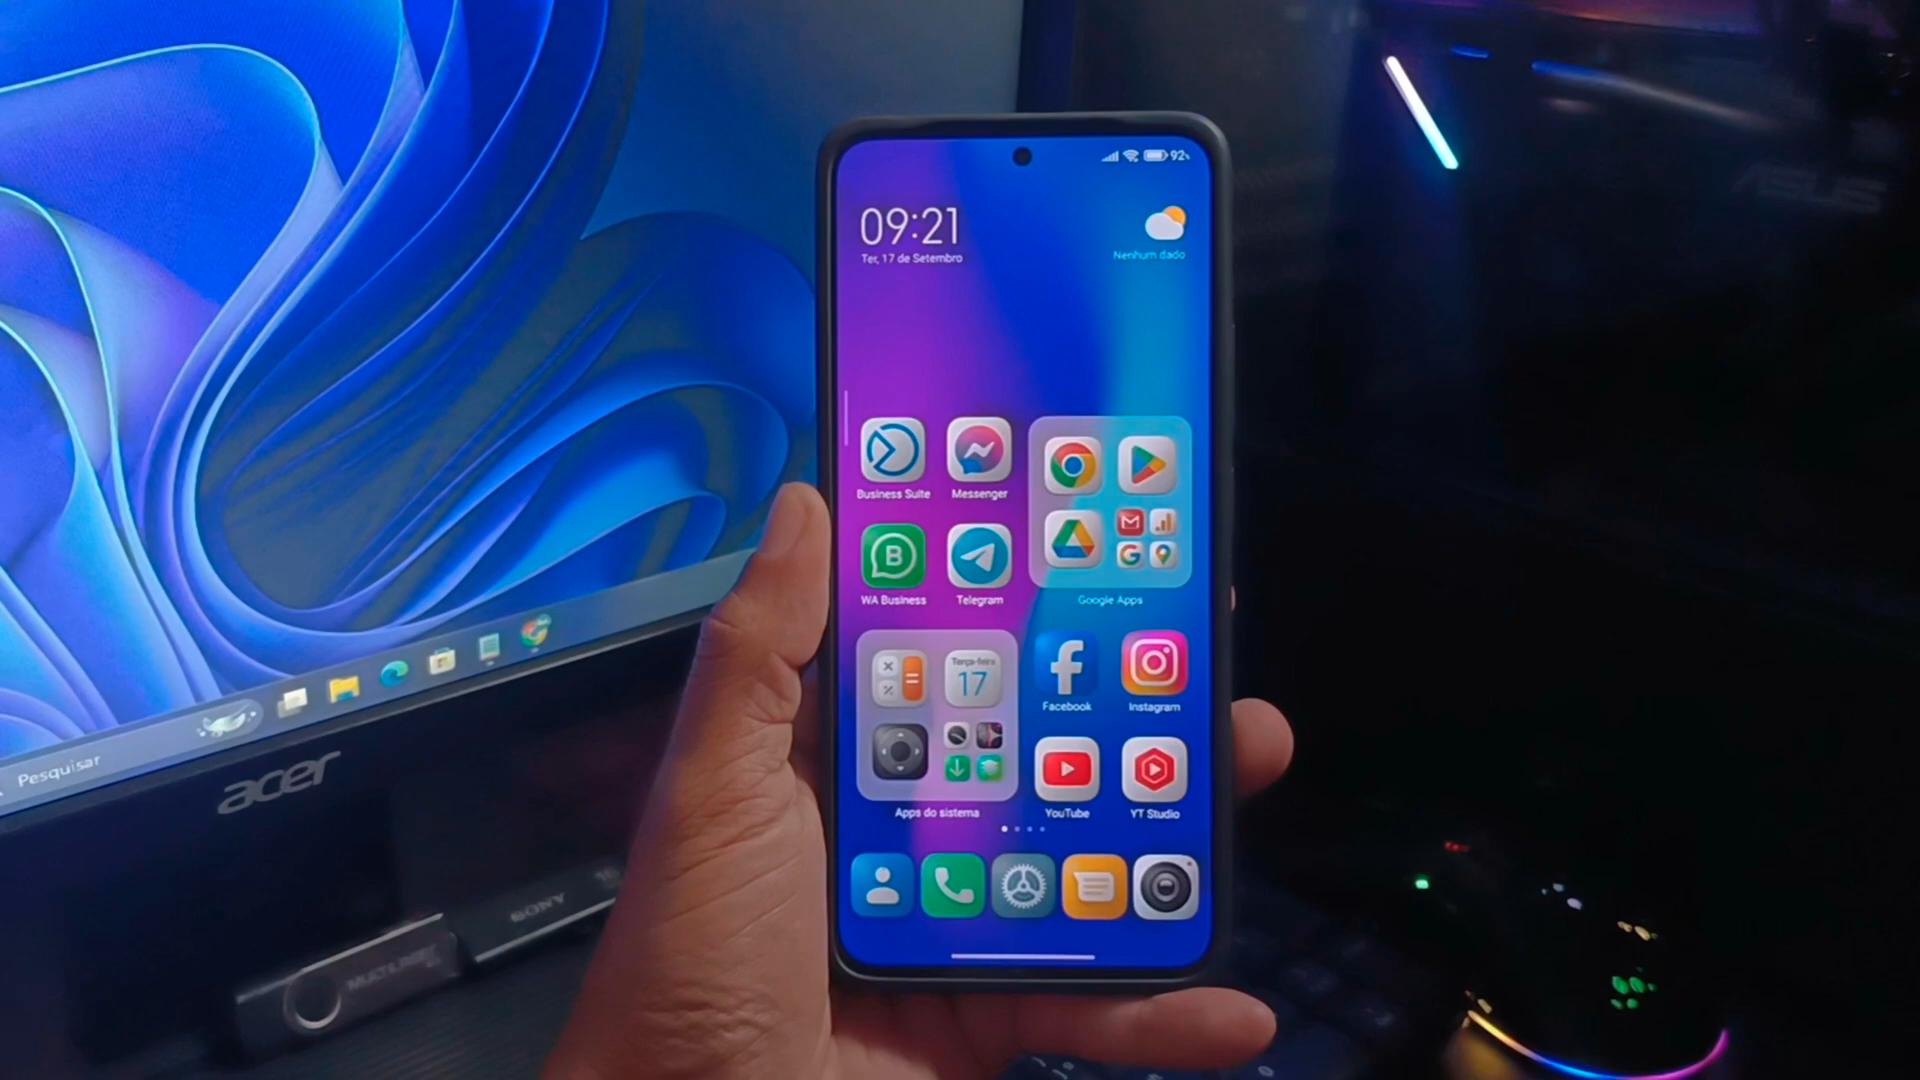 92%
09:21
Ter, 17 de Setembro
Nenhum dado
Business Suite
Messenger
WA Business
Telegram
Google Apps
Terça-feira
17
Facebook
Instagram
Apps do sistema
YouTube
YT Studio
Pesquisar
acer
SONY
ASUS